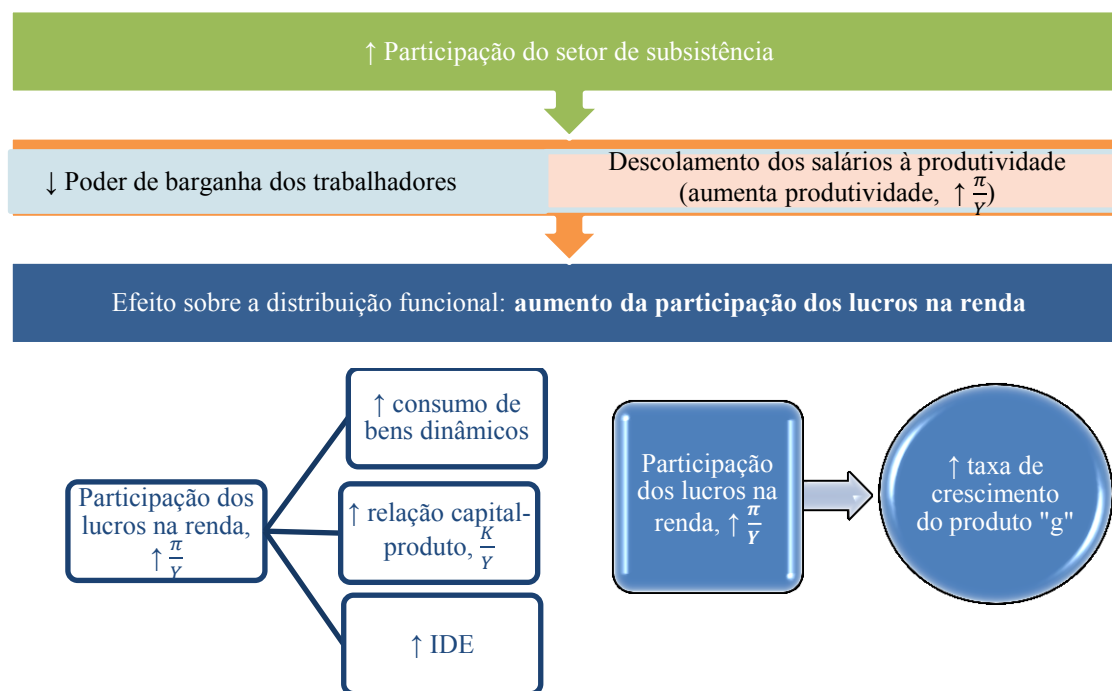 ↑ Participação do setor de subsistência
↓ Poder de barganha dos trabalhadores
Descolamento dos salários à produtividade
(aumenta produtividade, ↑ π/Y)
Efeito sobre a distribuição funcional: aumento da participação dos lucros na renda
Participação dos
lucros na renda,
↑ π/Y
↑ consumo de
bens dinâmicos
↑ relação capital-
produto, K/Y
↑ IDE
Participação
dos lucros na
renda, ↑ π/Y
↑ taxa de
crescimento
do produto "g"